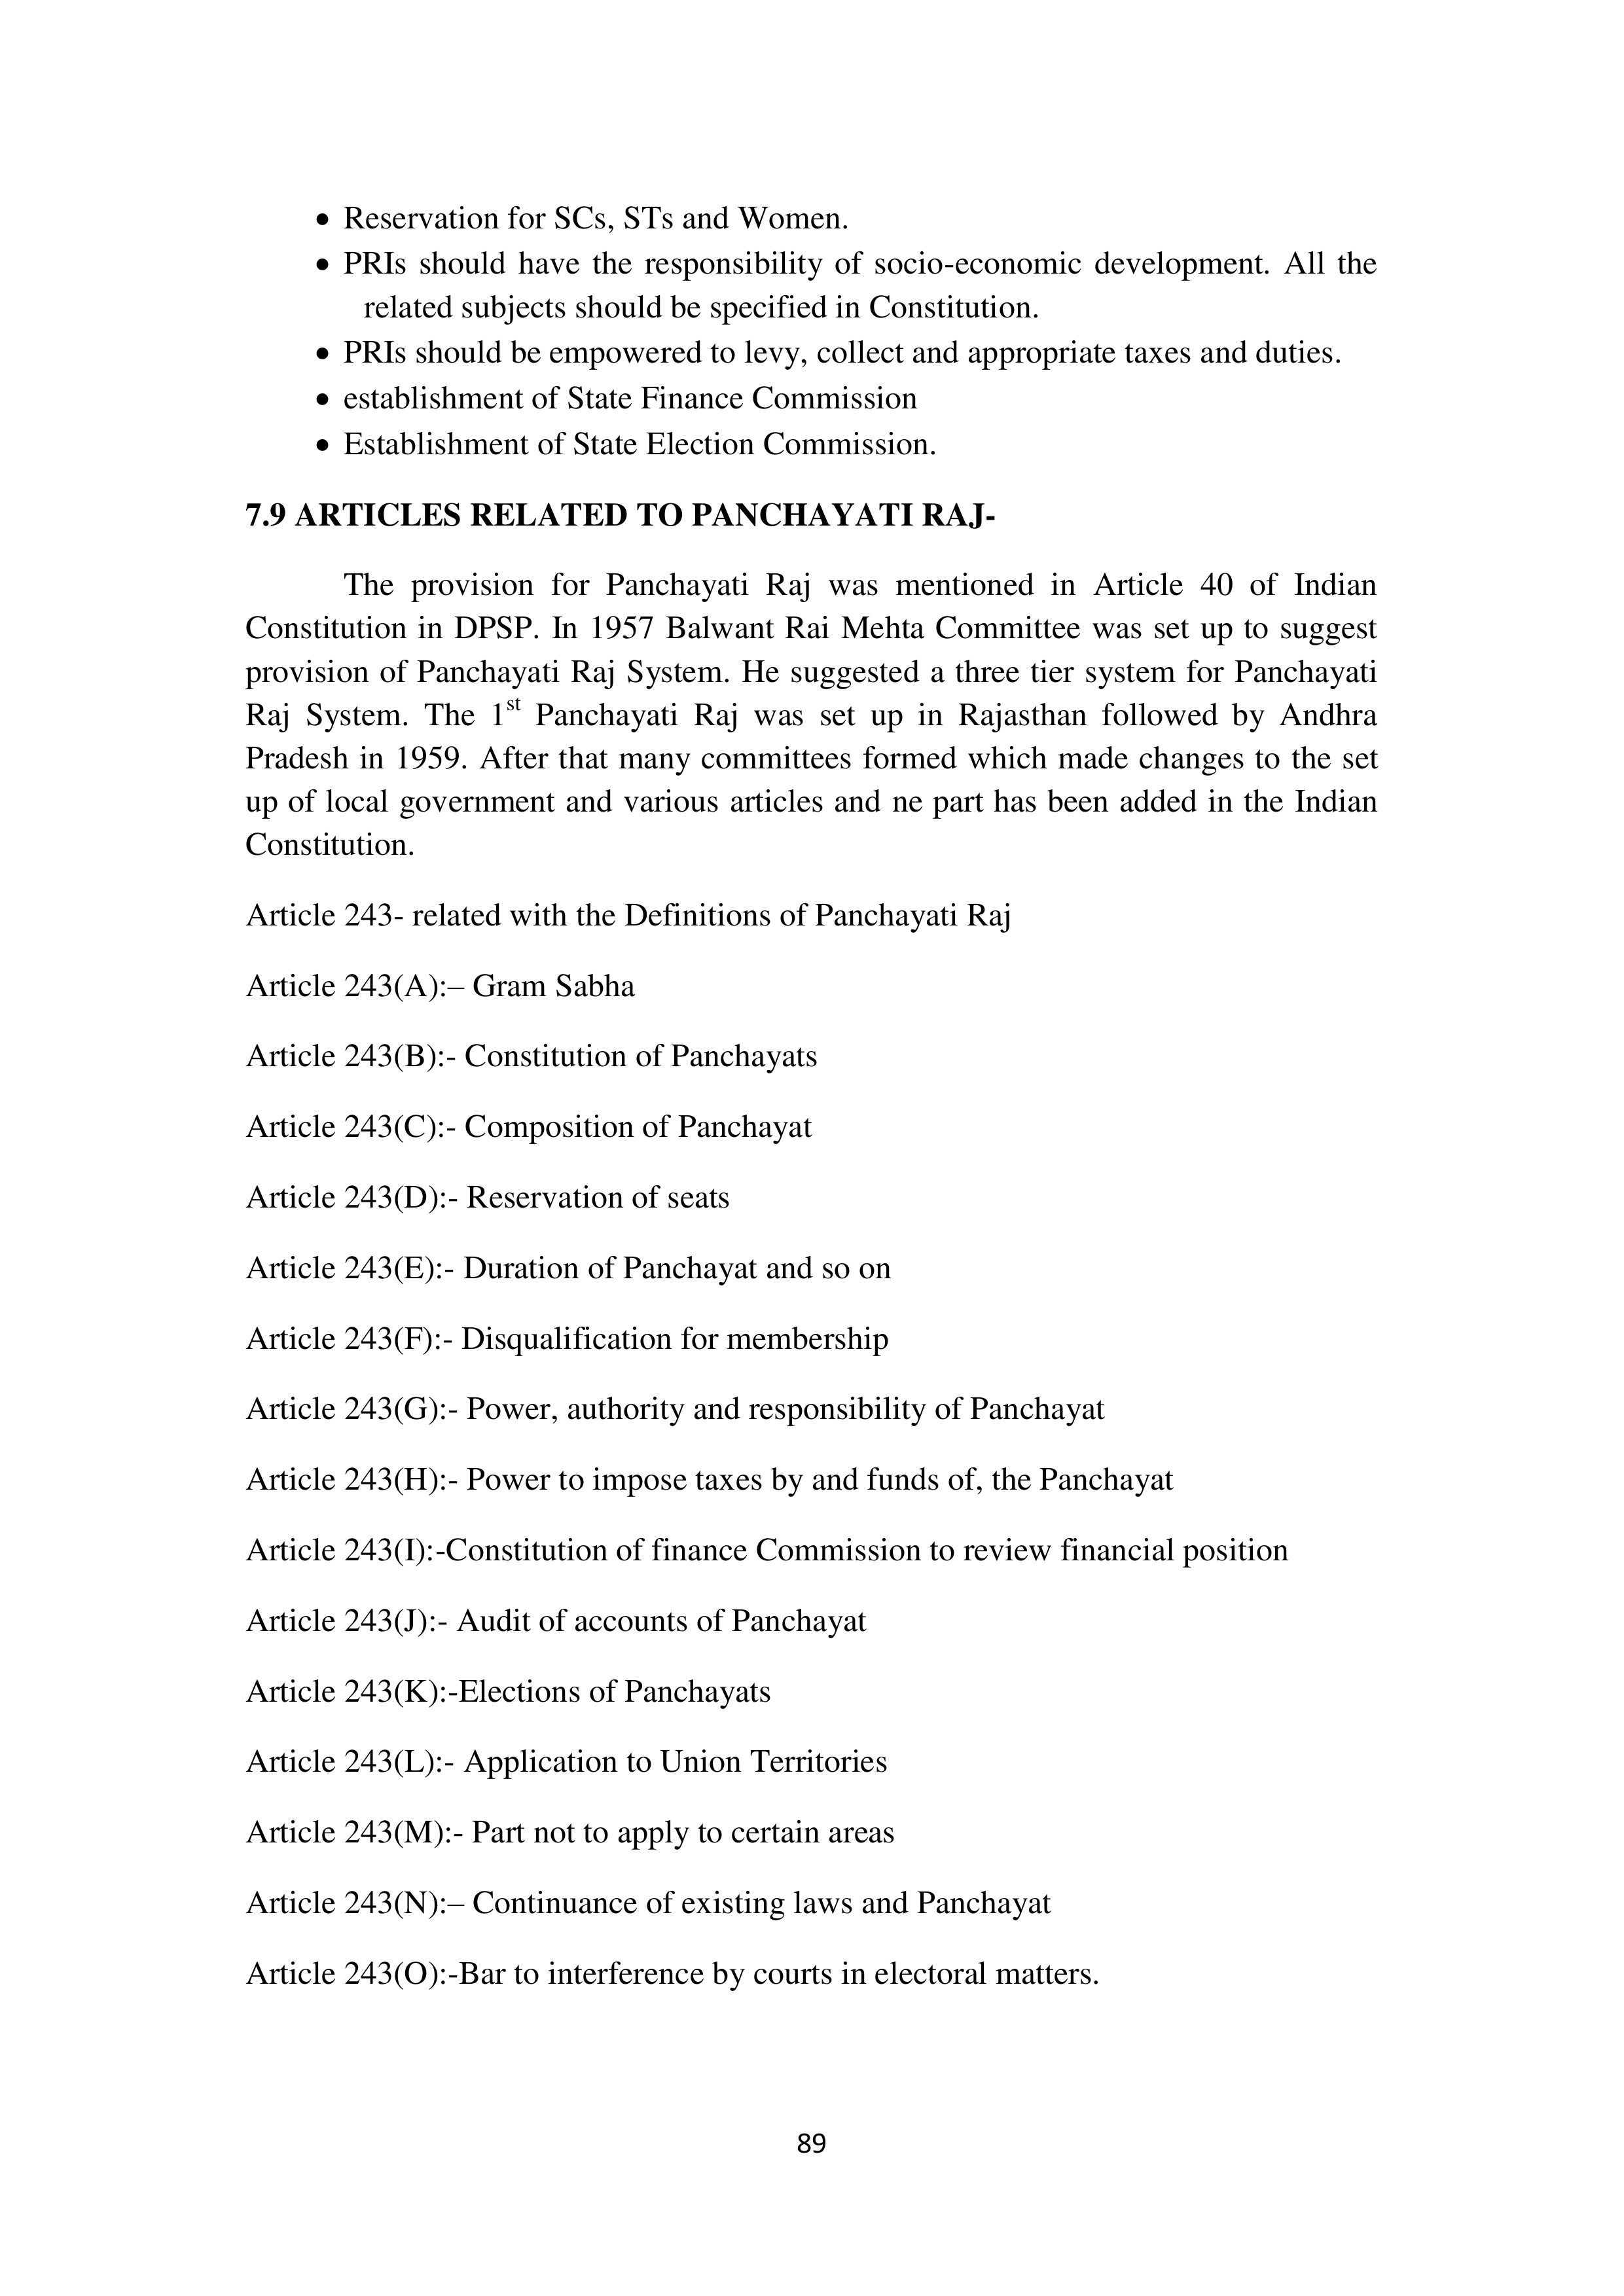 • Reservation for SCs, STs and Women.
• PRIs should have the responsibility of socio-economic development. All the
related subjects should be specified in Constitution.
• PRIs should be empowered to levy, collect and appropriate taxes and duties.
• establishment of State Finance Commission
• Establishment of State Election Commission.
7.9 ARTICLES RELATED TO PANCHAYATI RAJ-
The provision for Panchayati Raj was mentioned in Article 40 of Indian
Constitution in DPSP. In 1957 Balwant Rai Mehta Committee was set up to suggest
provision of Panchayati Raj System. He suggested a three tier system for Panchayati
Raj System. The 1st Panchayati Raj was set up in Rajasthan followed by Andhra
Pradesh in 1959. After that many committees formed which made changes to the set
up of local government and various articles and ne part has been added in the Indian
Constitution.
Article 243- related with the Definitions of Panchayati Raj
Article 243(A):– Gram Sabha
Article 243(B):- Constitution of Panchayats
Article 243(C):- Composition of Panchayat
Article 243(D):- Reservation of seats
Article 243(E):- Duration of Panchayat and so on
Article 243(F):- Disqualification for membership
Article 243(G):- Power, authority and responsibility of Panchayat
Article 243(H):- Power to impose taxes by and funds of, the Panchayat
Article 243(I):-Constitution of finance Commission to review financial position
Article 243(J):- Audit of accounts of Panchayat
Article 243(K):-Elections of Panchayats
Article 243(L):- Application to Union Territories
Article 243(M):- Part not to apply to certain areas
Article 243(N):– Continuance of existing laws and Panchayat
Article 243(O):-Bar to interference by courts in electoral matters.
89